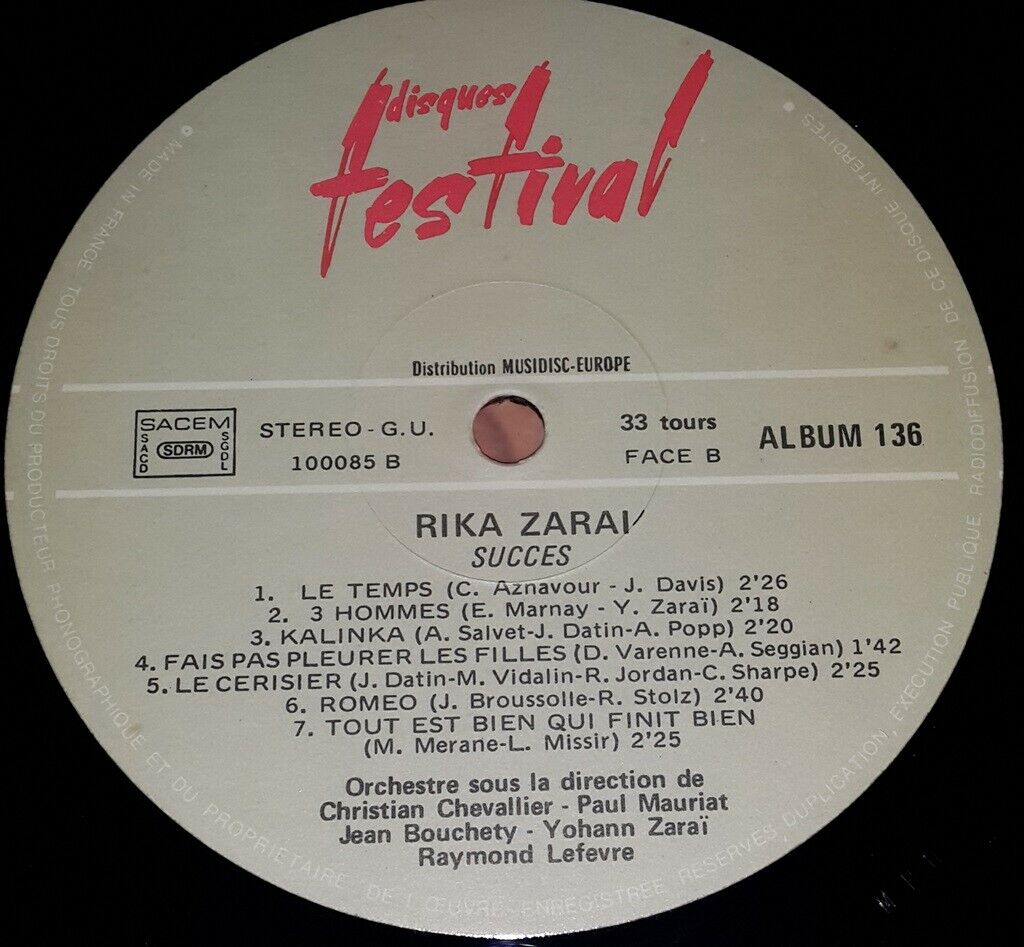 disques
festival
Distribution MUSIDISC-EUROPE
SACEM
SACD
SDRM
SGDL
STEREO - G.U.
100085 B
33 tours
FACE B
ALBUM 136
RIKA ZARAI
SUCCES
1. LE TEMPS (C. Aznavour - J. Davis) 2'26
2. 3 HOMMES (E. Marnay - Y. Zaraï) 2'18
3. KALINKA (A. Salvet-J. Datin-A. Popp) 2'20
4. FAIS PAS PLEURER LES FILLES (D. Varenne-A. Seggian) 1'42
5. LE CERISIER (J. Datin-M. Vidalin-R. Jordan-C. Sharpe) 2'25
6. ROMEO (J. Broussolle-R. Stolz) 2'40
7. TOUT EST BIEN QUI FINIT BIEN
(M. Merane-L. Missir) 2'25
Orchestre sous la direction de
Christian Chevallier - Paul Mauriat
Jean Bouchety - Yohann Zaraï
Raymond Lefevre
MADE IN FRANCE TOUS DROITS DU PRODUCTEUR PHONOGRAPHIQUE ET DU PROPRIETAIRE DE L'ŒUVRE ENREGISTREE RESERVES DUPLICATION, EXECUTION PUBLIQUE RADIODIFFUSION DE CE DISQUE INTERDITES